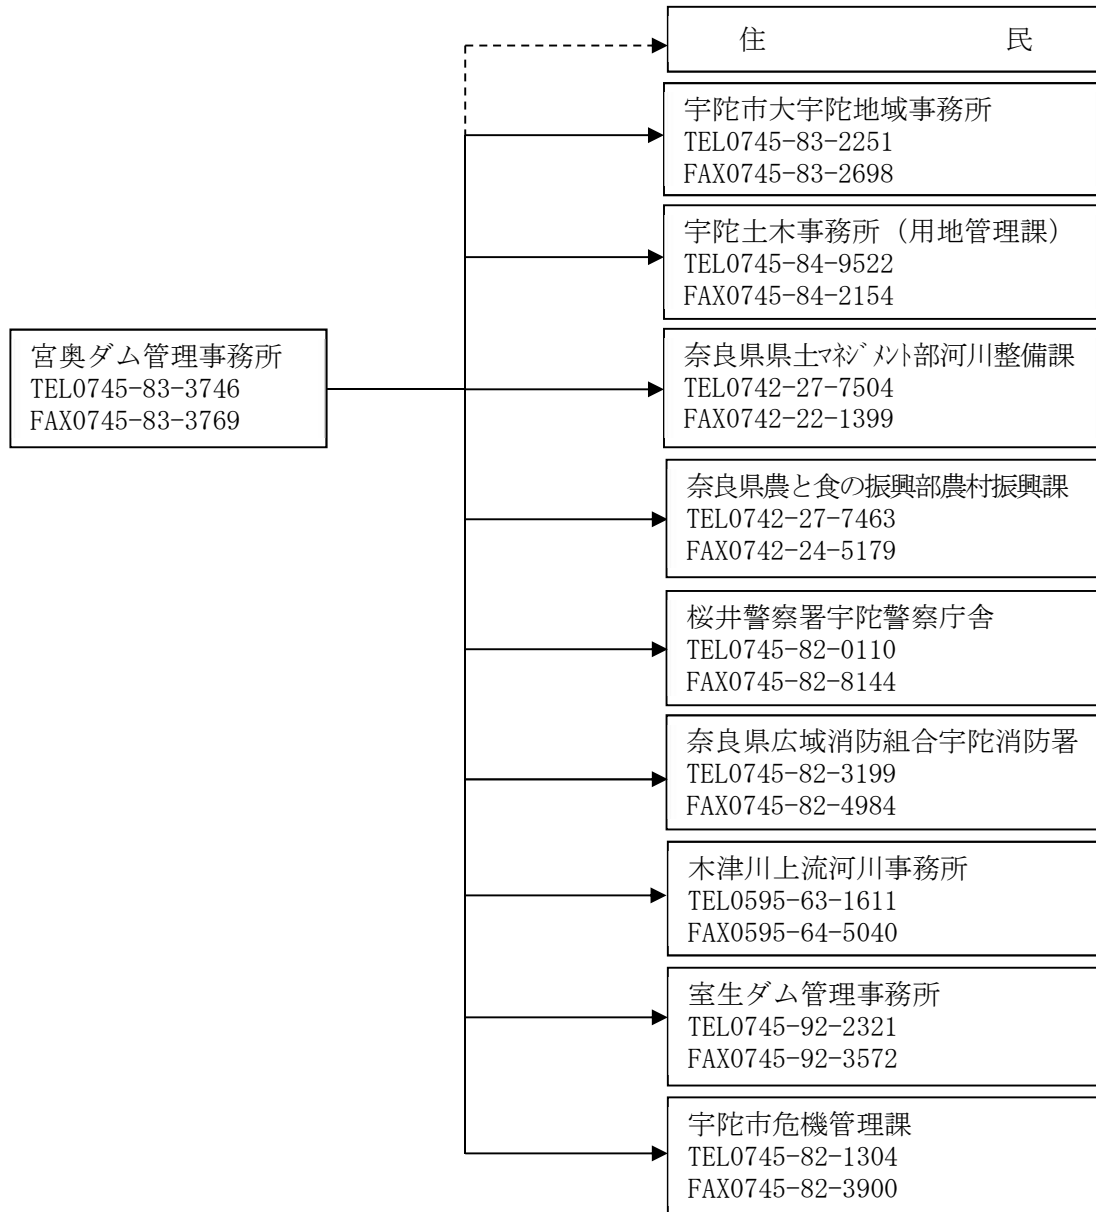 住　　　　　　　　民
宇陀市大宇陀地域事務所
TEL0745-83-2251
FAX0745-83-2698
宇陀土木事務所（用地管理課）
TEL0745-84-9522
FAX0745-84-2154
宮奥ダム管理事務所
TEL0745-83-3746
FAX0745-83-3769
奈良県県土ﾏﾈｼﾞﾒﾝﾄ部河川整備課
TEL0742-27-7504
FAX0742-22-1399
奈良県農と食の振興部農村振興課
TEL0742-27-7463
FAX0742-24-5179
桜井警察署宇陀警察庁舎
TEL0745-82-0110
FAX0745-82-8144
奈良県広域消防組合宇陀消防署
TEL0745-82-3199
FAX0745-82-4984
木津川上流河川事務所
TEL0595-63-1611
FAX0595-64-5040
室生ダム管理事務所
TEL0745-92-2321
FAX0745-92-3572
宇陀市危機管理課
TEL0745-82-1304
FAX0745-82-3900